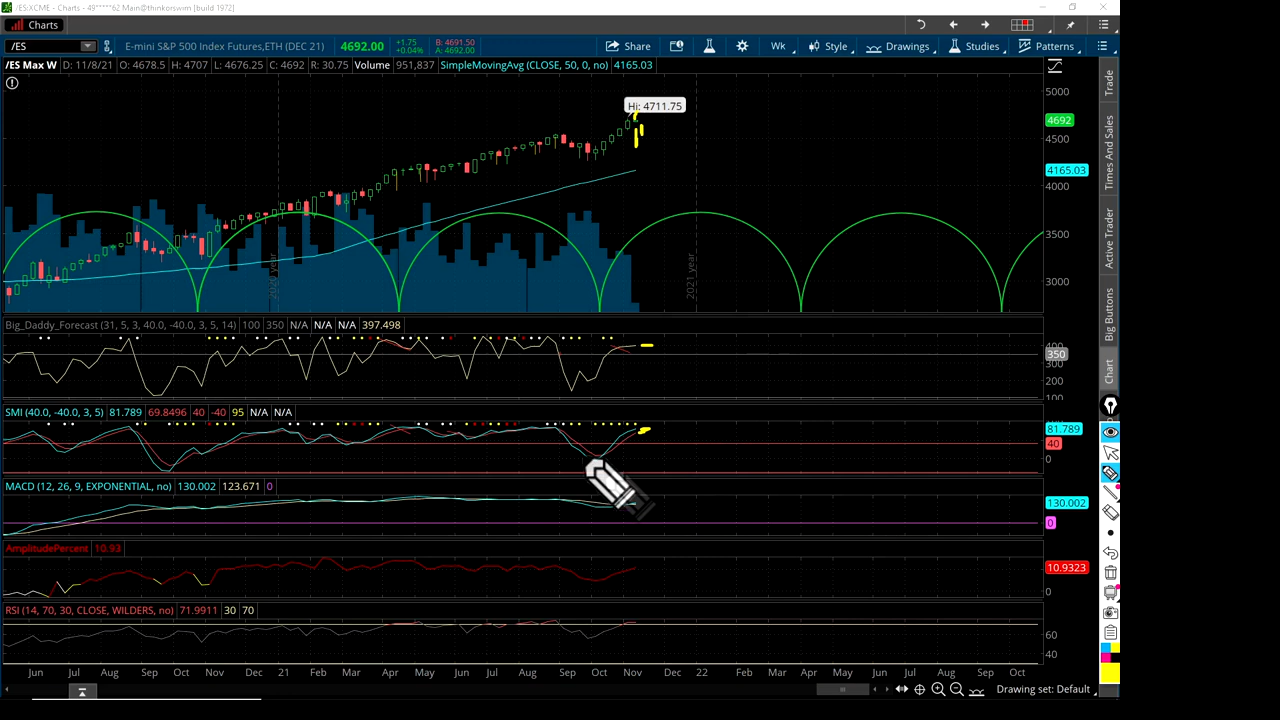 /ES:XCME - Charts - 49*****62 Main@thinkorswim [build 1972]
Charts
/ES E-mini S&P 500 Index Futures,ETH (DEC 21) 4692.00 +1.75 +0.04% B: 4691.50 A: 4692.00 Share Wk Style Drawings Studies Patterns
/ES Max W D: 11/8/21 O: 4678.5 H: 4707 L: 4676.25 C: 4692 R: 30.75 Volume 951,837 SimpleMovingAvg (CLOSE, 50, 0, no) 4165.03
Hi: 4711.75
5000
4692
4500
4165.03
4000
3500
3000
2020 year
2021 year
Big_Daddy_Forecast (31, 5, 3, 40.0, -40.0, 3, 5, 14) 100 350 N/A N/A N/A 397.498
400
350
300
200
100
SMI (40.0, -40.0, 3, 5) 81.789 69.8496 40 -40 95 N/A N/A
81.789
40
0
MACD (12, 26, 9, EXPONENTIAL, no) 130.002 123.671 0
130.002
0
AmplitudePercent 10.93
10.9323
0
RSI (14, 70, 30, CLOSE, WILDERS, no) 71.9911 30 70
60
40
Jun Jul Aug Sep Oct Nov 21 Feb Mar Apr May Jun Jul Aug Sep Oct Nov Dec 22 Feb Mar Apr May Jun Jul Aug Sep Oct
Drawing set: Default
Trade
Times And Sales
Active Trader
Big Buttons
Chart